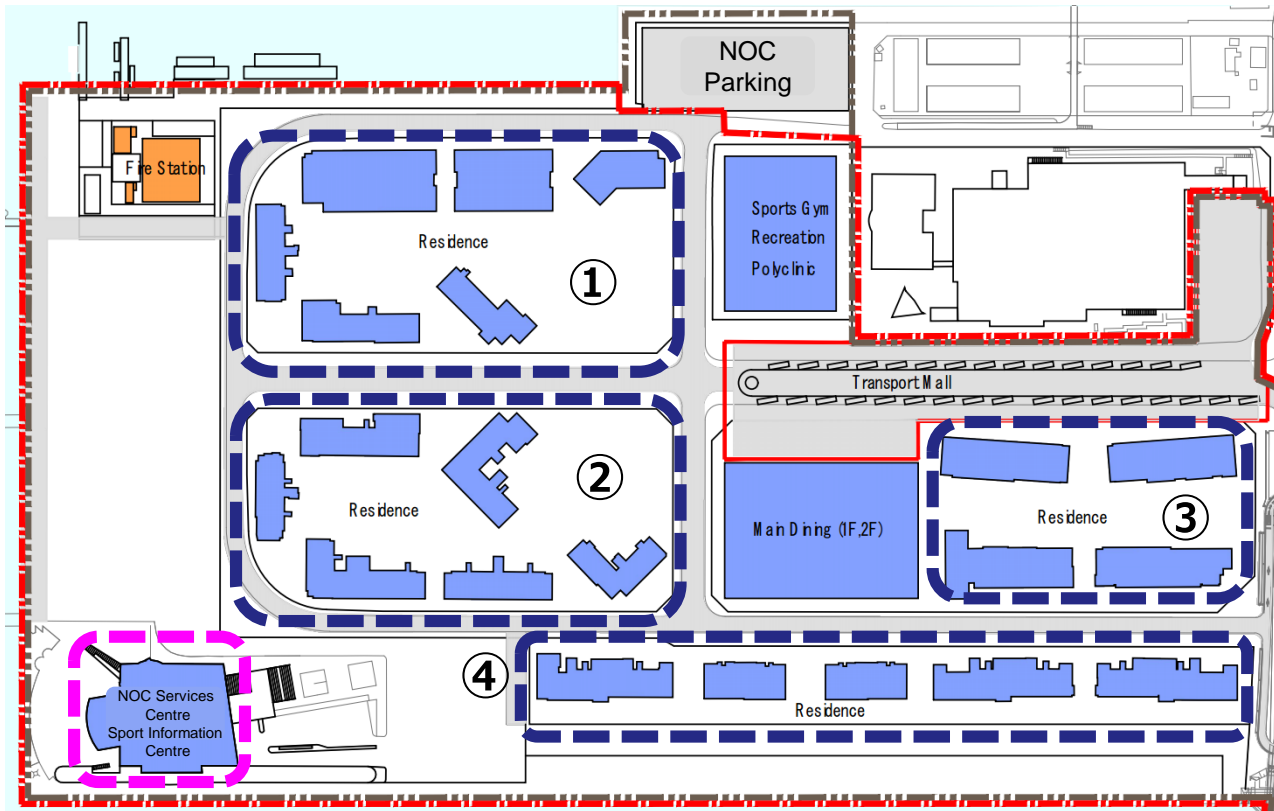 NOC
Parking
Fire Station
Residence
①
Sports Gym
Recreation
Polyclinic
Transport Mall
Residence
②
Main Dining (1F,2F)
Residence
③
④
Residence
NOC Services
Centre
Sport Information
Centre